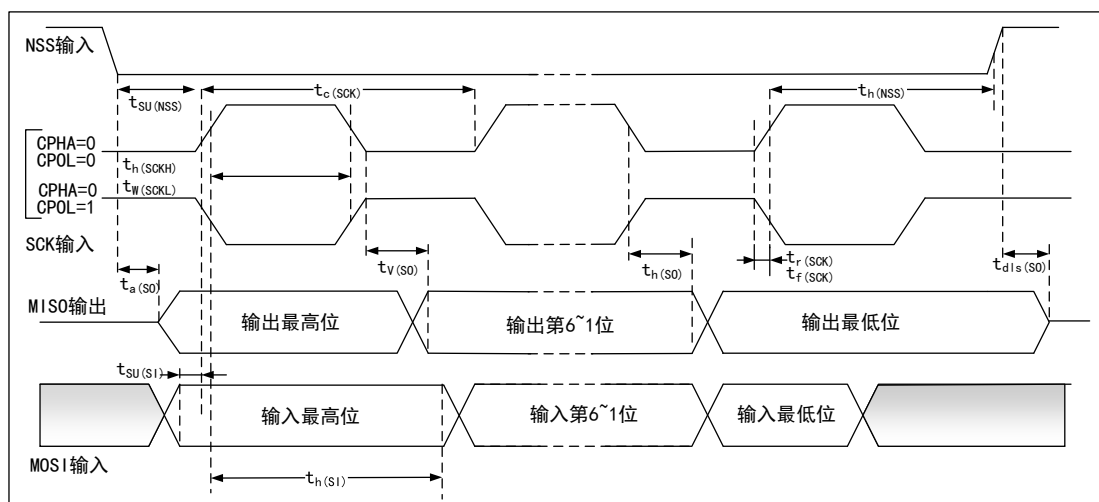 NSS输入
tSU(NSS)
tc(SCK)
th(NSS)
CPHA=0
CPOL=0
th(SCKH)
CPHA=0
CPOL=1
tW(SCKL)
SCK输入
ta(SO)
tV(SO)
th(SO)
tr(SCK)
tf(SCK)
tdls(SO)
MISO输出
输出最高位
输出第6~1位
输出最低位
tSU(SI)
输入最高位
输入第6~1位
输入最低位
MOSI输入
th(SI)